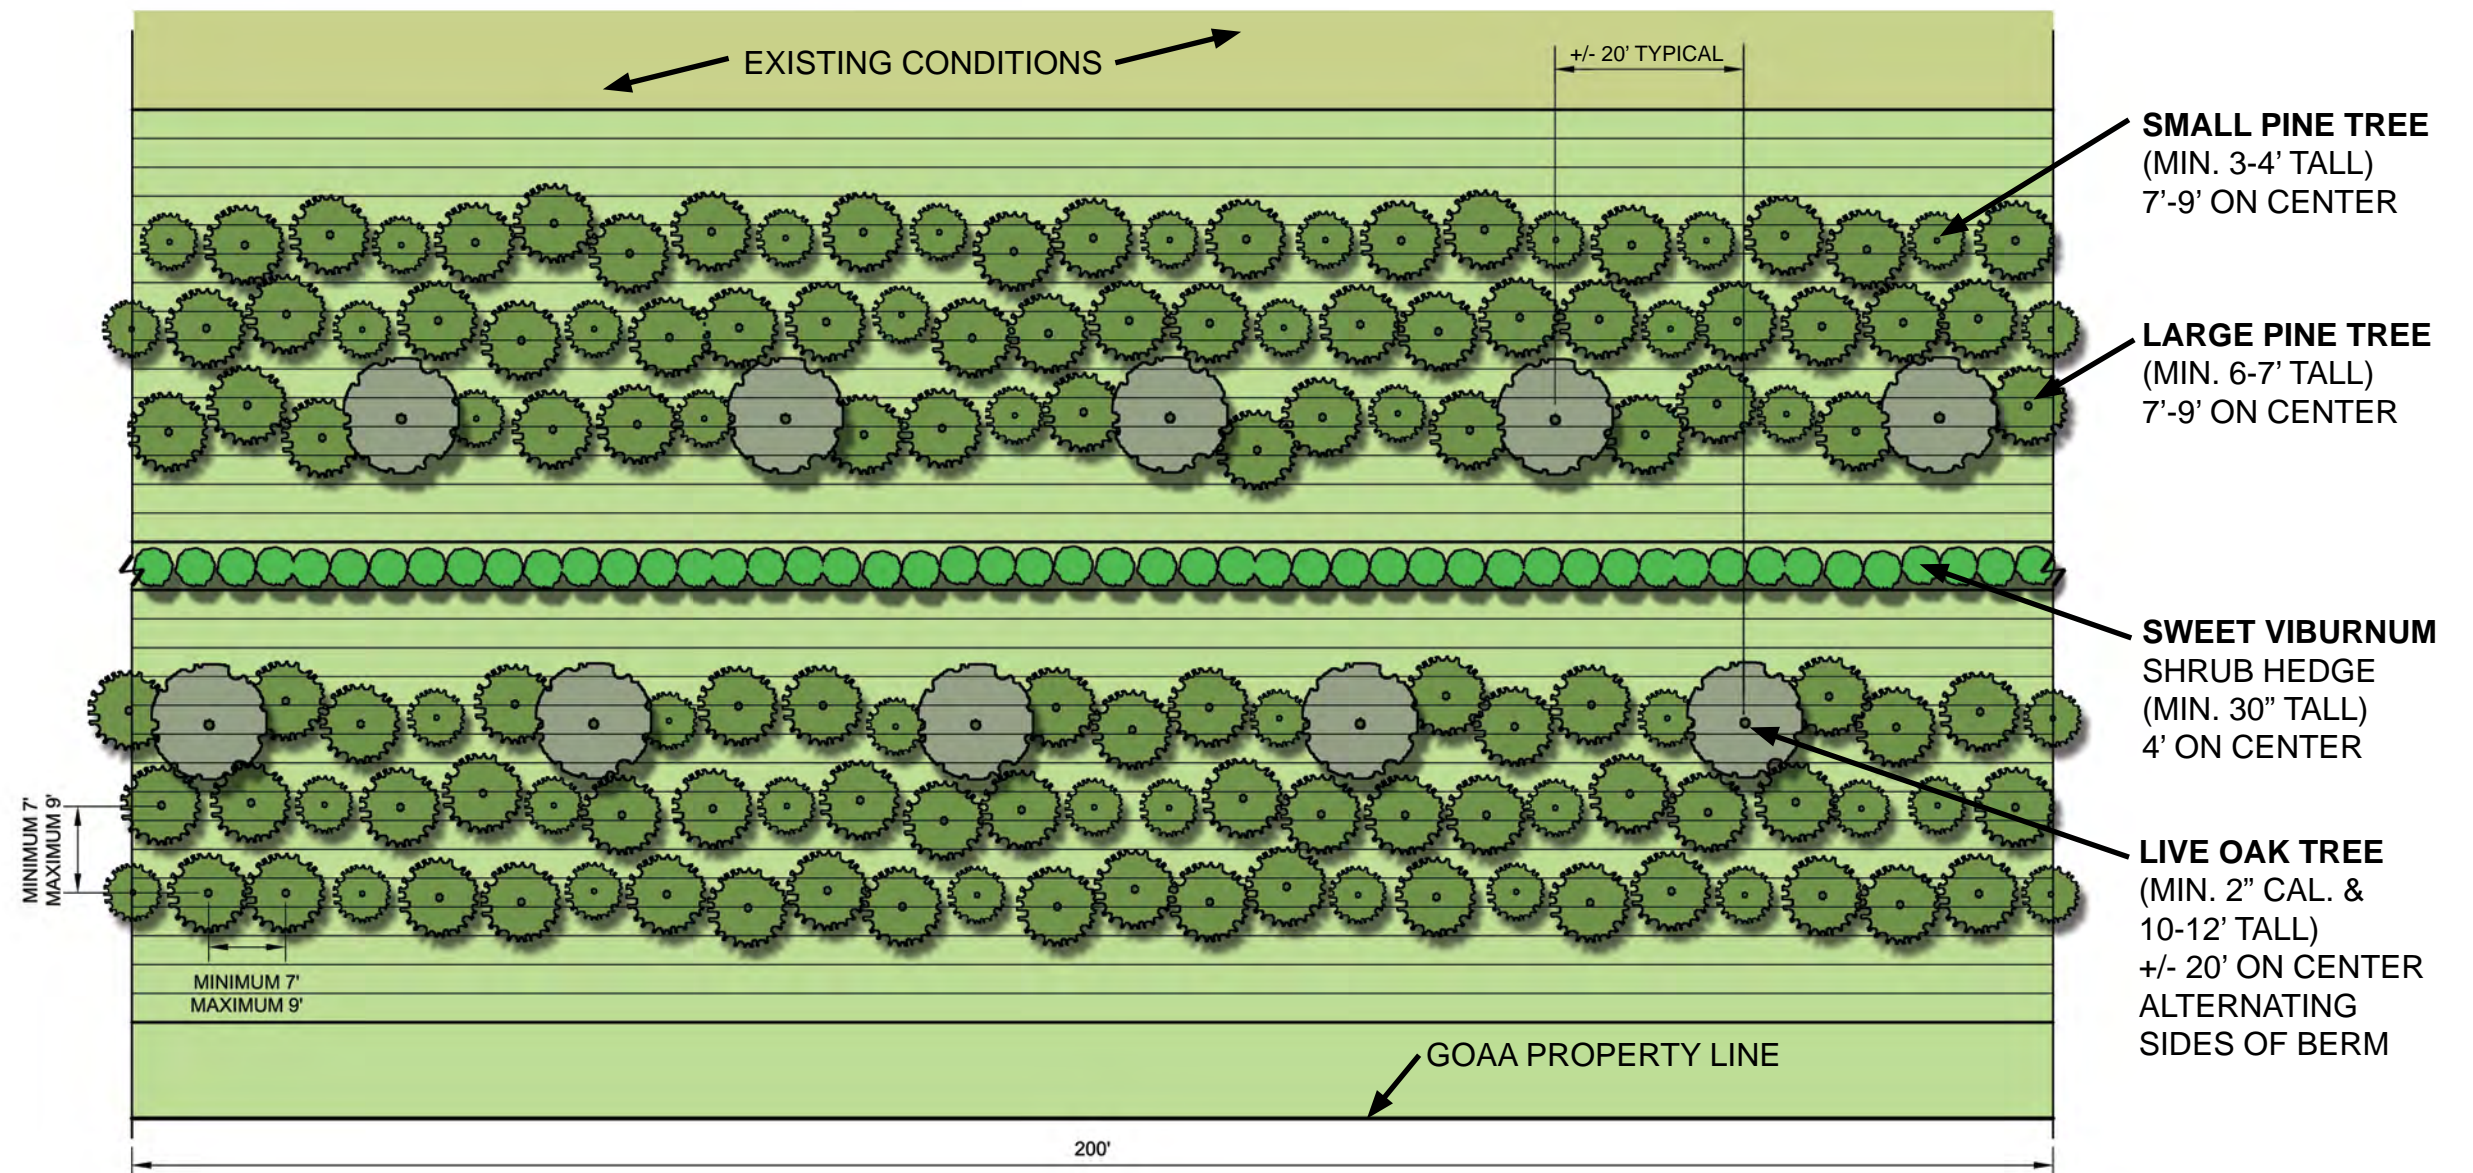 EXISTING CONDITIONS
+/- 20’ TYPICAL
SMALL PINE TREE
(MIN. 3-4’ TALL)
7’-9’ ON CENTER
LARGE PINE TREE
(MIN. 6-7’ TALL)
7’-9’ ON CENTER
SWEET VIBURNUM
SHRUB HEDGE
(MIN. 30” TALL)
4’ ON CENTER
MINIMUM 7'
MAXIMUM 9'
LIVE OAK TREE
(MIN. 2” CAL. &
10-12’ TALL)
+/- 20’ ON CENTER
ALTERNATING
SIDES OF BERM
MINIMUM 7'
MAXIMUM 9'
GOAA PROPERTY LINE
200'